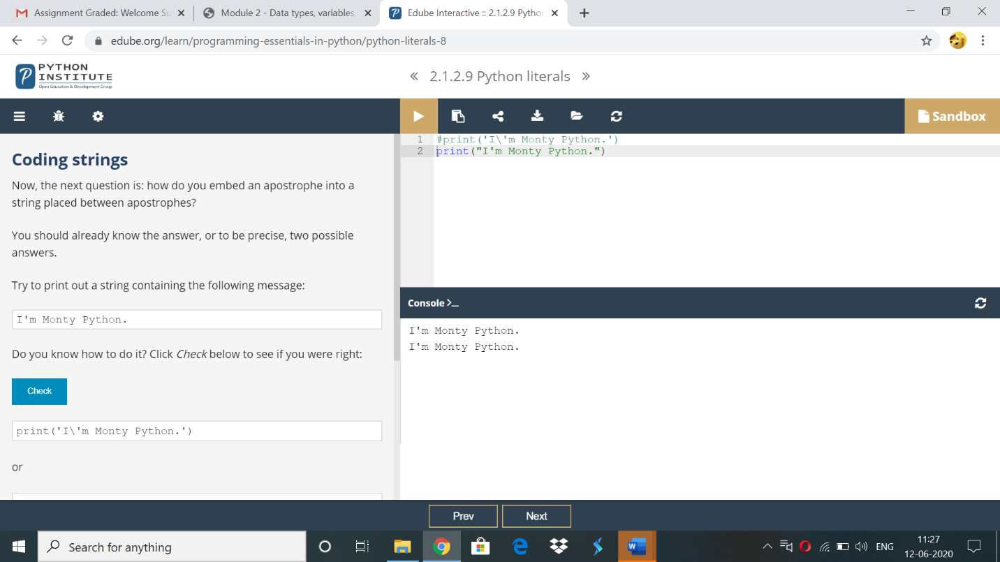 Assignment Graded: Welcome Su
Module 2 - Data types, variables,
Edube Interactive :: 2.1.2.9 Python
edube.org/learn/programming-essentials-in-python/python-literals-8
PYTHON
INSTITUTE
Open Education & Development Group
« 2.1.2.9 Python literals »
Sandbox
Coding strings
Now, the next question is: how do you embed an apostrophe into a
string placed between apostrophes?
You should already know the answer, or to be precise, two possible
answers.
Try to print out a string containing the following message:
I'm Monty Python.
Do you know how to do it? Click Check below to see if you were right:
Check
print('I\'m Monty Python.')
or
1 #print('I\'m Monty Python.')
2 print("I'm Monty Python.")
Console >_
I'm Monty Python.
I'm Monty Python.
Prev
Next
Search for anything
ENG
11:27
12-06-2020